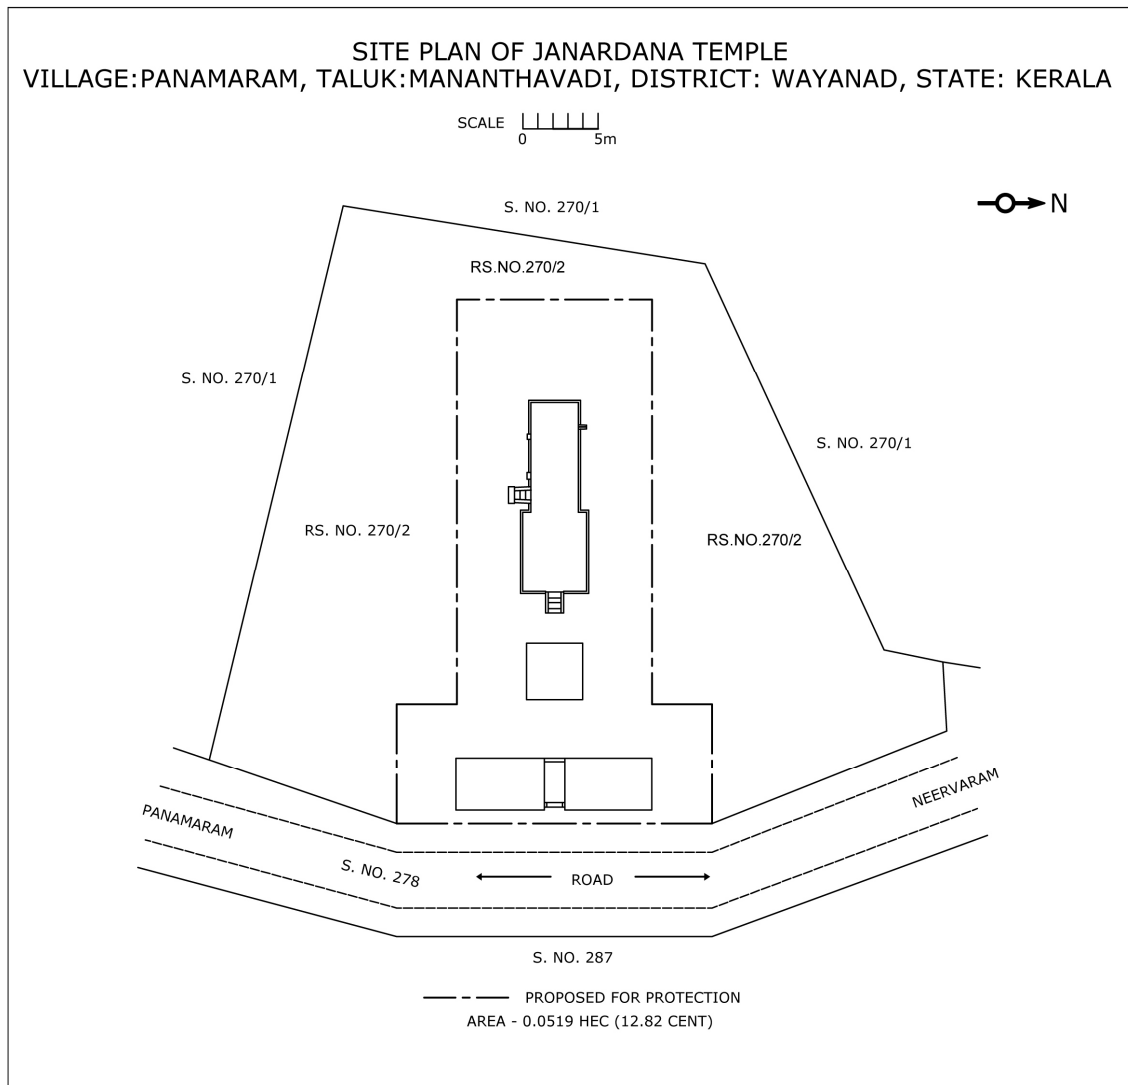 SITE PLAN OF JANARDANA TEMPLE
VILLAGE:PANAMARAM, TALUK:MANANTHAVADI, DISTRICT: WAYANAD, STATE: KERALA
SCALE
0 5m
N
S. NO. 270/1
RS.NO.270/2
S. NO. 270/1
S. NO. 270/1
RS. NO. 270/2
RS.NO.270/2
NEERVARAM
PANAMARAM
S. NO. 278
ROAD
S. NO. 287
PROPOSED FOR PROTECTION
AREA - 0.0519 HEC (12.82 CENT)